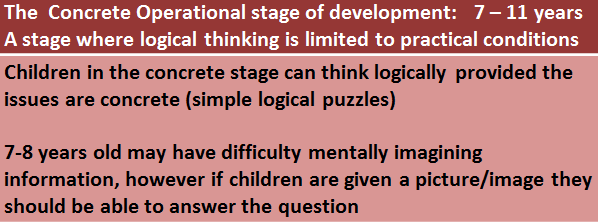 The  Concrete Operational stage of development:   7 – 11 years
A stage where logical thinking is limited to practical conditions
Children in the concrete stage can think logically  provided the
issues are concrete (simple logical puzzles)
7-8 years old may have difficulty mentally imagining
information, however if children are given a picture/image they
should be able to answer the question